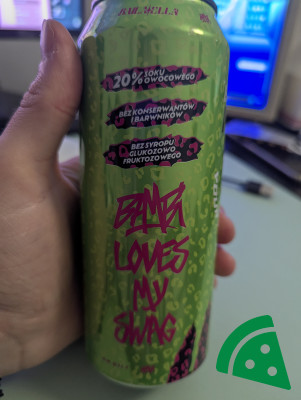 20% SOKU
OWOCOWEGO
BEZ KONSERWANTÓW
I BARWNIKÓW
BEZ SYROPU
GLUKOZOWO
FRUKTOZOWEGO
BAMBI
LOVES
MY
SWAG